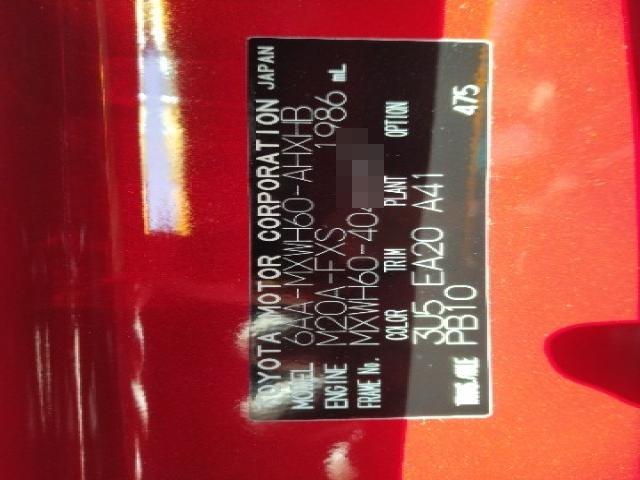 TOYOTA MOTOR CORPORATION JAPAN
MODEL 6AA-MXWH60-AHXHB
ENGINE M20A-FXS 1986 mL
FRAME No. MXWH60-40
COLOR TRIM PLANT OPTION
3U5 EA20 A41
PB10
475